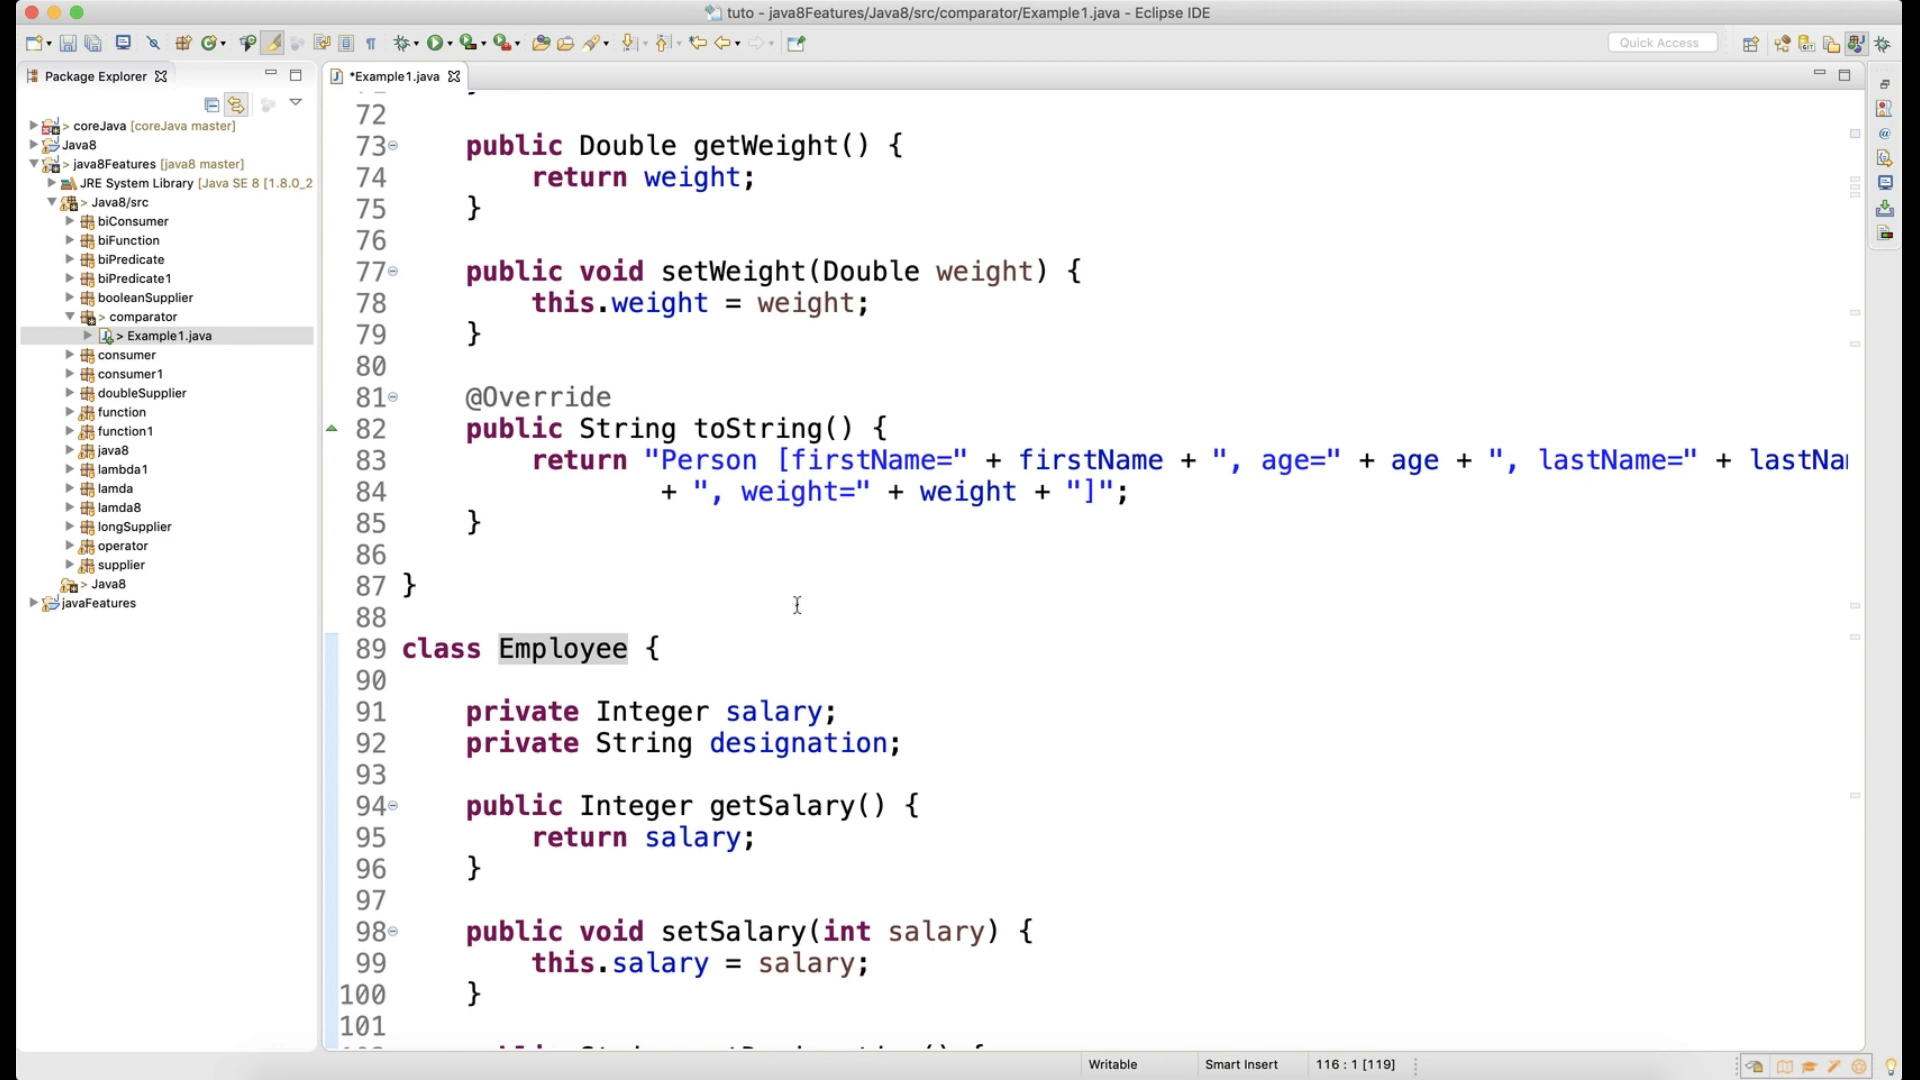 tuto - java8Features/Java8/src/comparator/Example1.java - Eclipse IDE
Quick Access
Package Explorer
*Example1.java
> coreJava [coreJava master]
Java8
> java8Features [java8 master]
JRE System Library [Java SE 8 [1.8.0_2
> Java8/src
biConsumer
biFunction
biPredicate
biPredicate1
booleanSupplier
> comparator
> Example1.java
consumer
consumer1
doubleSupplier
function
function1
java8
lambda1
lamda
lamda8
longSupplier
operator
supplier
> Java8
javaFeatures
72
73 public Double getWeight() {
74 return weight;
75 }
76
77 public void setWeight(Double weight) {
78 this.weight = weight;
79 }
80
81 @Override
82 public String toString() {
83 return "Person [firstName=" + firstName + ", age=" + age + ", lastName=" + lastNa
84 + ", weight=" + weight + "]";
85 }
86
87 }
88
89 class Employee {
90
91 private Integer salary;
92 private String designation;
93
94 public Integer getSalary() {
95 return salary;
96 }
97
98 public void setSalary(int salary) {
99 this.salary = salary;
100 }
101
Writable
Smart Insert
116 : 1 [119]